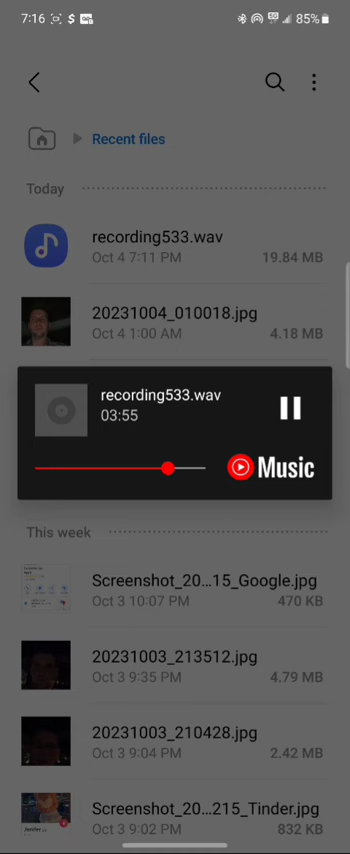 7:16 $ 5G 85%
Recent files
Today
recording533.wav
Oct 4 7:11 PM 19.84 MB
20231004_010018.jpg
Oct 4 1:00 AM 4.18 MB
recording533.wav
03:55
Music
This week
Screenshot_20...15_Google.jpg
Oct 3 10:07 PM 470 KB
20231003_213512.jpg
Oct 3 9:35 PM 4.79 MB
20231003_210428.jpg
Oct 3 9:04 PM 2.42 MB
Screenshot_20...215_Tinder.jpg
Oct 3 9:02 PM 832 KB